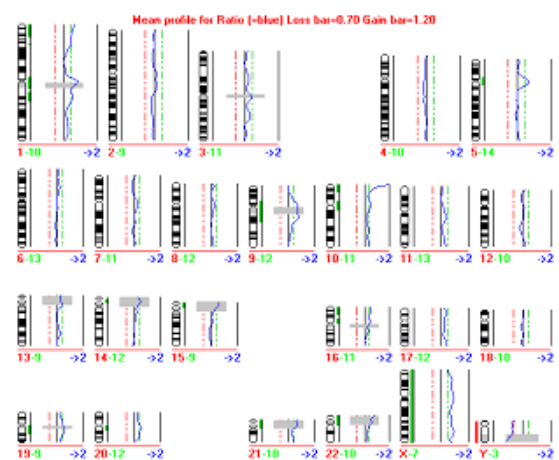 Mean profile for Ratio (=blue) Loss bar=0.70 Gain bar=1.20
1-10 ->2 2-9 ->2 3-11 ->2 4-10 ->2 5-14 ->2
6-13 ->2 7-11 ->2 8-12 ->2 9-12 ->2 10-11 ->2 11-13 ->2 12-10 ->2
13-9 ->2 14-12 ->2 15-9 ->2 16-11 ->2 17-12 ->2 18-10 ->2
19-9 ->2 20-12 ->2 21-10 ->2 22-10 ->2 X-7 ->2 Y-3 ->2